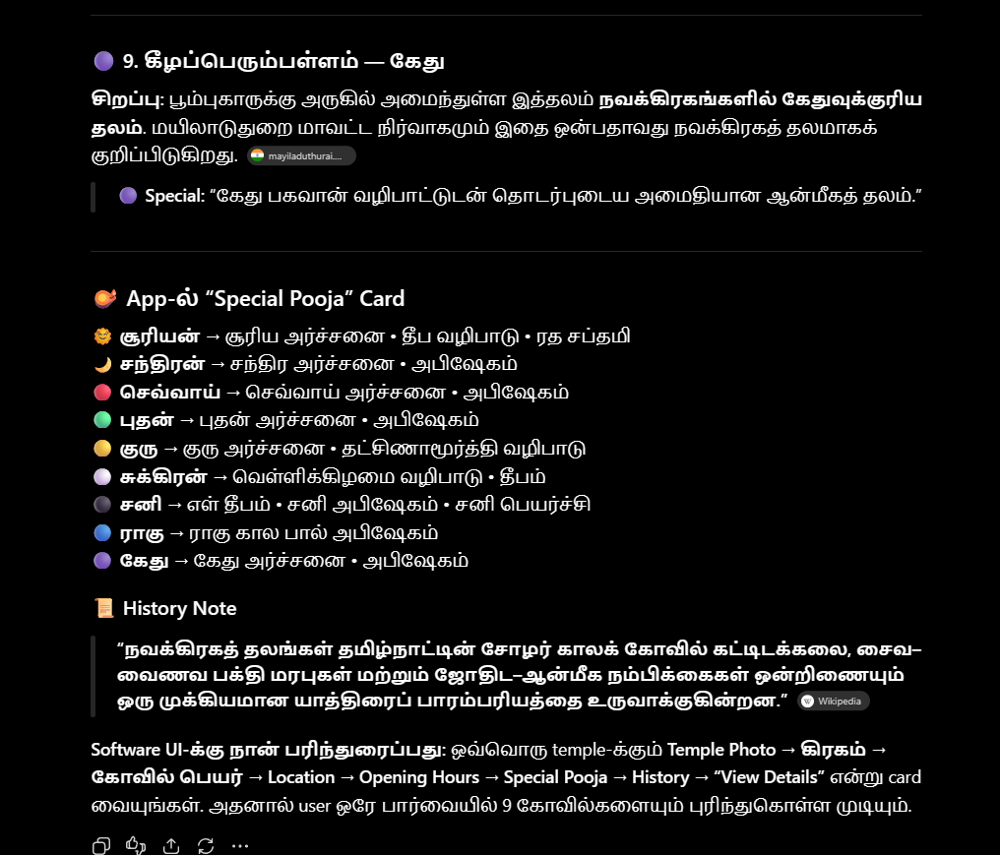 9. கீழப்பெரும்பள்ளம் — கேது
சிறப்பு: பூம்புகாருக்கு அருகில் அமைந்துள்ள இத்தலம் நவக்கிரகங்களில் கேதுவுக்குரிய
தலம். மயிலாடுதுறை மாவட்ட நிர்வாகமும் இதை ஒன்பதாவது நவக்கிரகத் தலமாகக்
குறிப்பிடுகிறது. mayiladuthurai....
Special: “கேது பகவான் வழிபாட்டுடன் தொடர்புடைய அமைதியான ஆன்மீகத் தலம்.”
App-ல் “Special Pooja” Card
சூரியன் → சூரிய அர்ச்சனை • தீப வழிபாடு • ரத சப்தமி
சந்திரன் → சந்திர அர்ச்சனை • அபிஷேகம்
செவ்வாய் → செவ்வாய் அர்ச்சனை • அபிஷேகம்
புதன் → புதன் அர்ச்சனை • அபிஷேகம்
குரு → குரு அர்ச்சனை • தட்சிணாமூர்த்தி வழிபாடு
சுக்கிரன் → வெள்ளிக்கிழமை வழிபாடு • தீபம்
சனி → எள் தீபம் • சனி அபிஷேகம் • சனி பெயர்ச்சி
ராகு → ராகு கால பால் அபிஷேகம்
கேது → கேது அர்ச்சனை • அபிஷேகம்
History Note
“நவக்கிரகத் தலங்கள் தமிழ்நாட்டின் சோழர் காலக் கோவில் கட்டிடக்கலை, சைவ–
வைணவ பக்தி மரபுகள் மற்றும் ஜோதிட–ஆன்மீக நம்பிக்கைகள் ஒன்றிணையும்
ஒரு முக்கியமான யாத்திரைப் பாரம்பரியத்தை உருவாக்குகின்றன.” W Wikipedia
Software UI-க்கு நான் பரிந்துரைப்பது: ஒவ்வொரு temple-க்கும் Temple Photo → கிரகம் →
கோவில் பெயர் → Location → Opening Hours → Special Pooja → History → “View Details” என்று card
வையுங்கள். அதனால் user ஒரே பார்வையில் 9 கோவில்களையும் புரிந்துகொள்ள முடியும்.